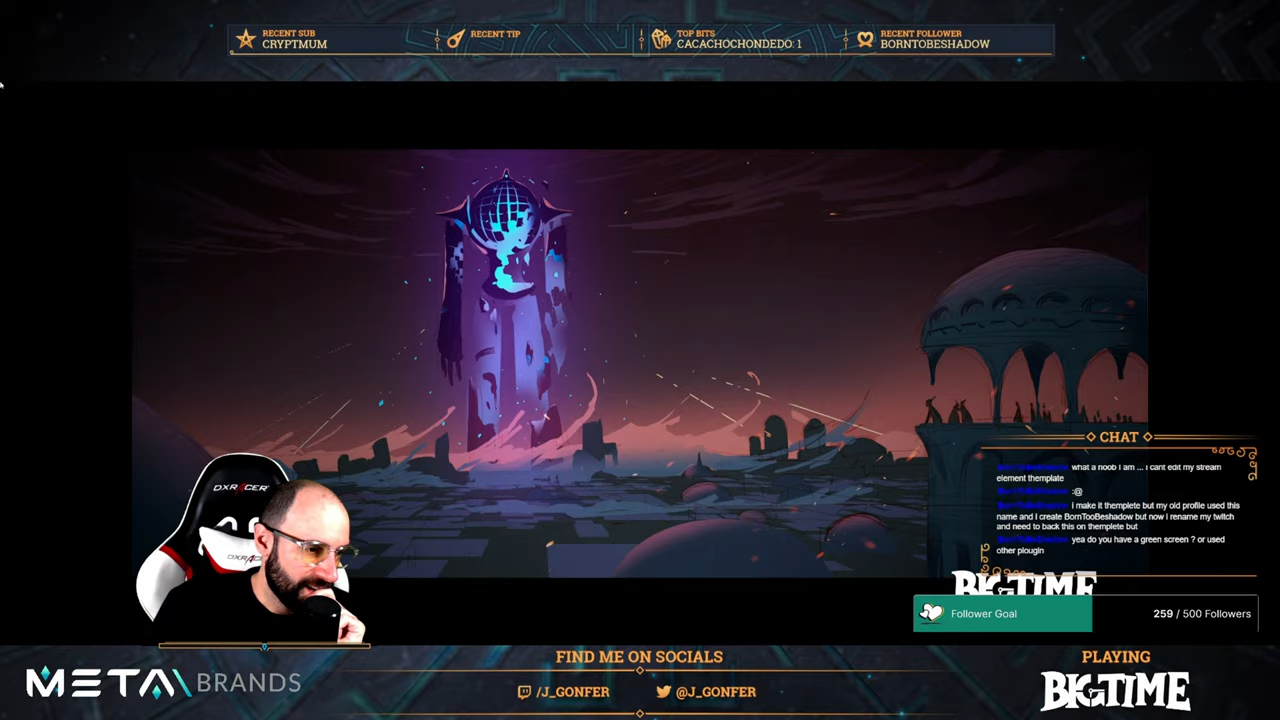 RECENT SUB
CRYPTMUM
RECENT TIP
TOP BITS
CACACHOCHONDEDO: 1
RECENT FOLLOWER
BORNTOBESHADOW
CHAT
what a noob I am ... i cant edit my stream
element themplate
:@
i make it themplete but my old profile used this
name and I create BornTooBeshadow but now I rename my twitch
and need to back this on themplete but
yea do you have a green screen ? or used
other plougin
BIGTIME
Follower Goal
259 / 500 Followers
DXRACER
FIND ME ON SOCIALS
/J_GONFER
@J_GONFER
PLAYING
BIGTIME
META BRANDS